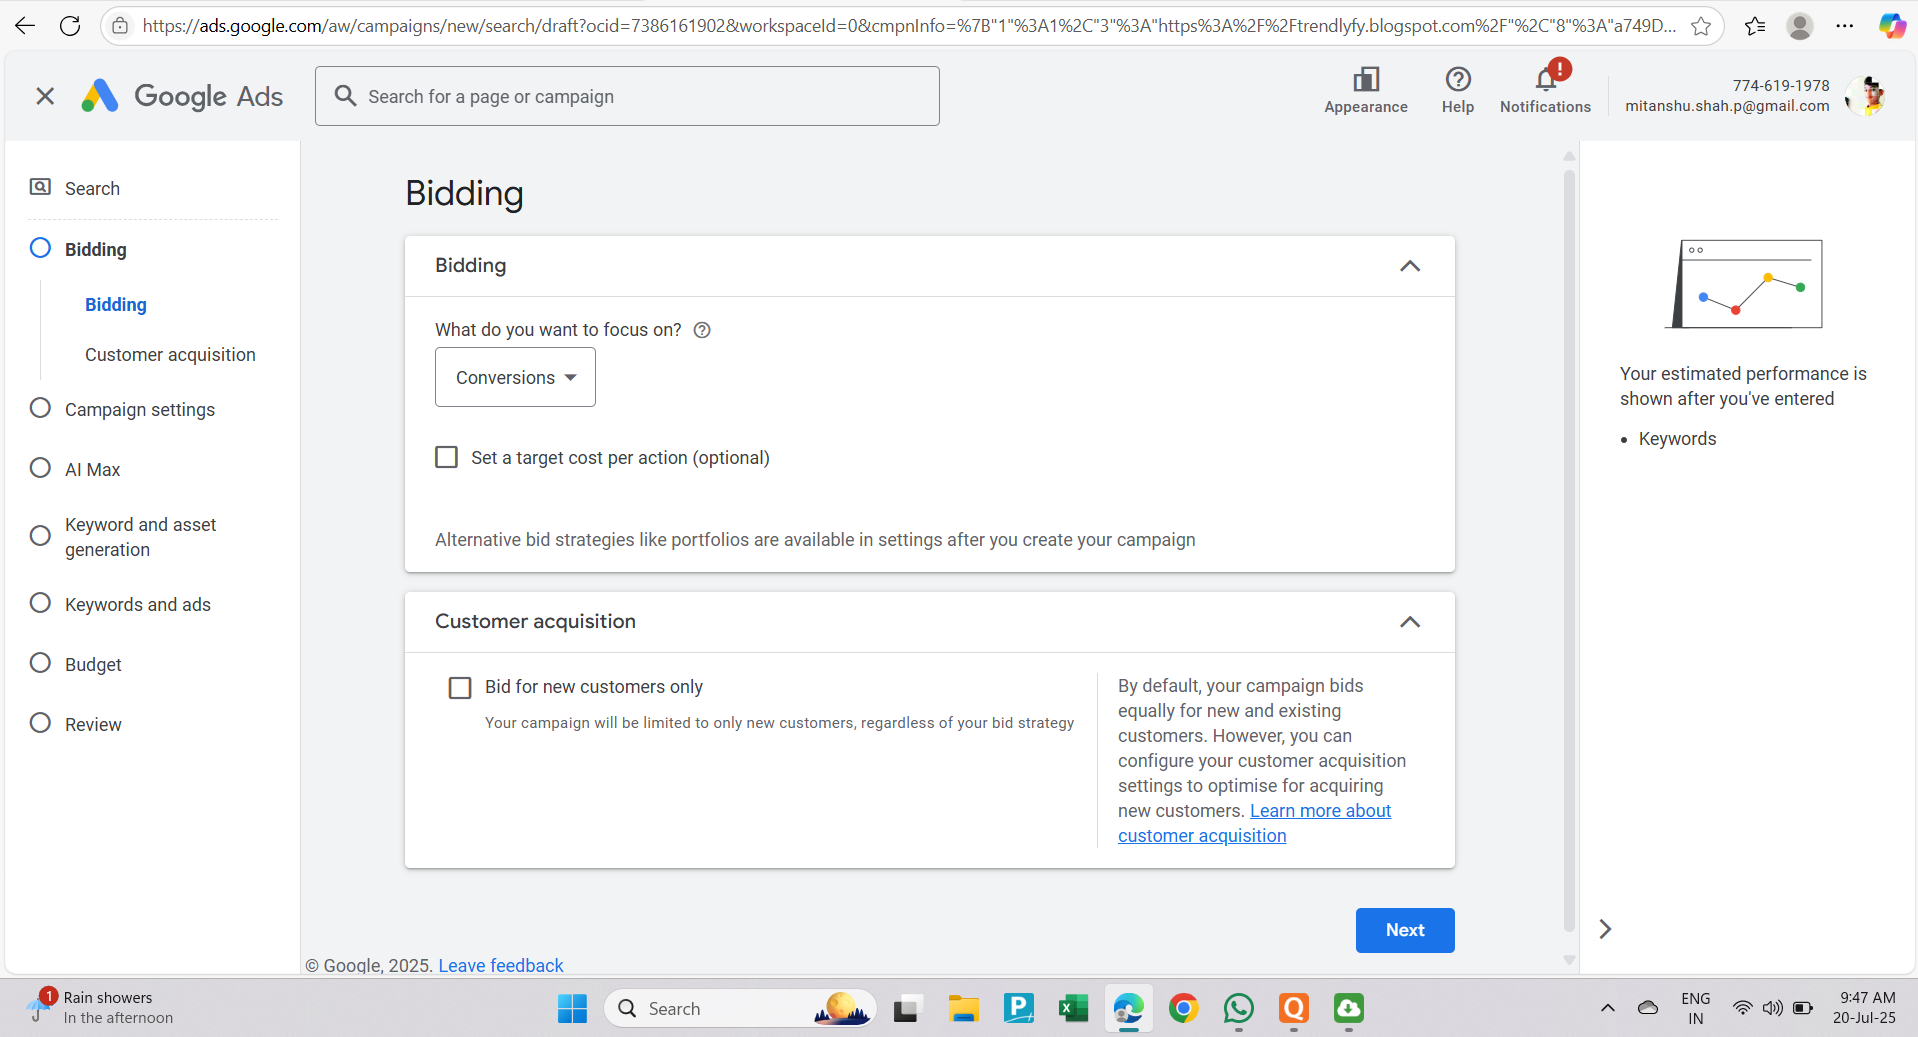 https://ads.google.com/aw/campaigns/new/search/draft?ocid=7386161902&workspaceId=0&cmpnInfo=%7B"1"%3A1%2C"3"%3A"https%3A%2F%2Ftrendlyfy.blogspot.com%2F"%2C"8"%3A"a749D...
Google Ads
Search for a page or campaign
Appearance
Help
!
Notifications
774-619-1978
mitanshu.shah.p@gmail.com
Search
Bidding
Bidding
Customer acquisition
Campaign settings
AI Max
Keyword and asset
generation
Keywords and ads
Budget
Review
Bidding
Bidding
What do you want to focus on?
Conversions
Set a target cost per action (optional)
Alternative bid strategies like portfolios are available in settings after you create your campaign
Customer acquisition
Bid for new customers only
Your campaign will be limited to only new customers, regardless of your bid strategy
By default, your campaign bids
equally for new and existing
customers. However, you can
configure your customer acquisition
settings to optimise for acquiring
new customers. Learn more about
customer acquisition
Next
© Google, 2025. Leave feedback
Your estimated performance is
shown after you've entered
• Keywords
1
Rain showers
In the afternoon
Search
ENG
IN
9:47 AM
20-Jul-25